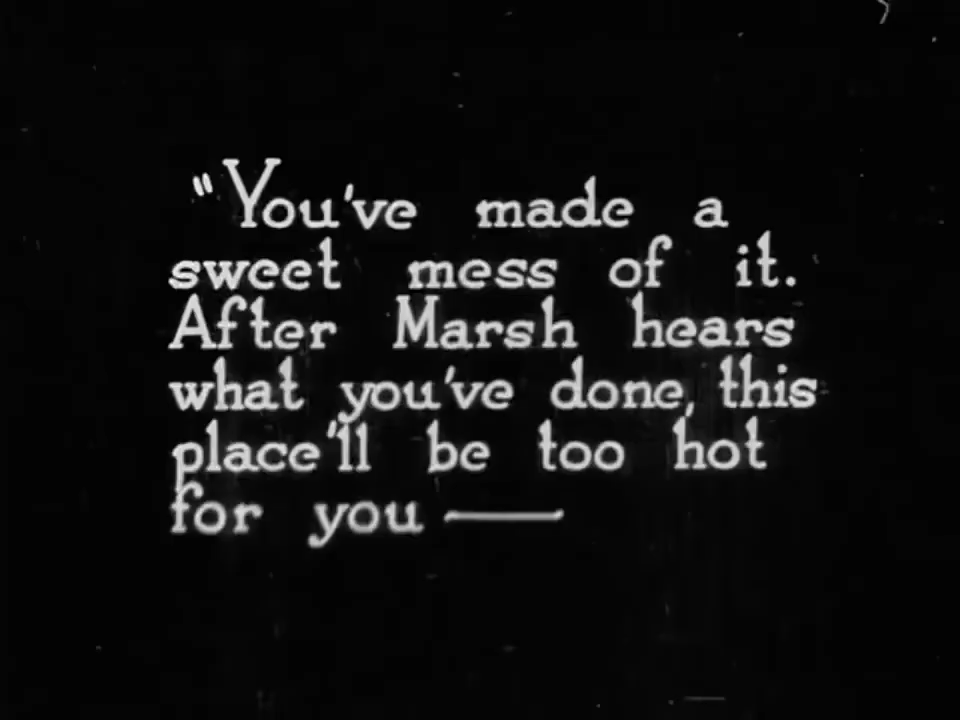 "You've made a
sweet mess of it.
After Marsh hears
what you've done, this
place'll be too hot
for you ——